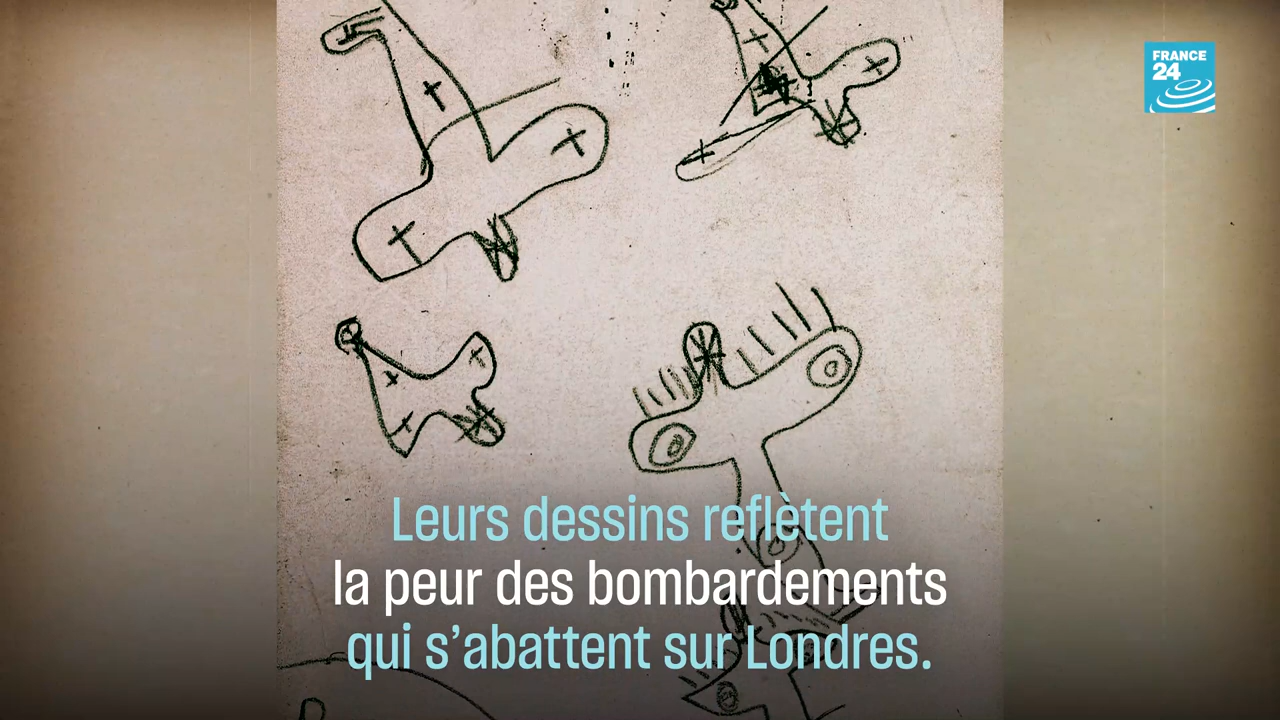 FRANCE
24
Leurs dessins reflètent
la peur des bombardements
qui s’abattent sur Londres.